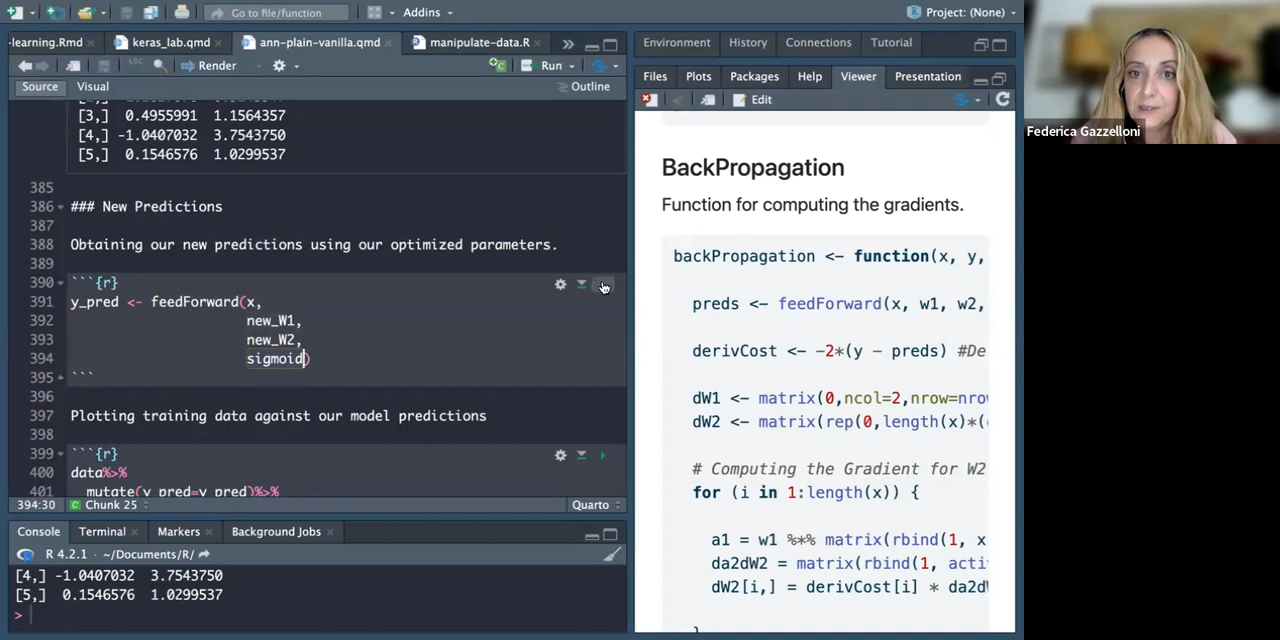 Go to file/function
Addins
Project: (None)
-learning.Rmd
keras_lab.qmd
ann-plain-vanilla.qmd
manipulate-data.R
Render
Run
Source
Visual
Outline
[3,] 0.4955991 1.1564357
[4,] -1.0407032 3.7543750
[5,] 0.1546576 1.0299537
385
386 ### New Predictions
387
388 Obtaining our new predictions using our optimized parameters.
389
390 ```{r}
391 y_pred <- feedForward(x,
392 new_W1,
393 new_W2,
394 sigmoid)
395 ```
396
397 Plotting training data against our model predictions
398
399 ```{r}
400 data%>%
401 mutate(y_pred=y_pred)%>%
394:30 Chunk 25 Quarto
Console
Terminal
Markers
Background Jobs
R 4.2.1 · ~/Documents/R/
[4,] -1.0407032 3.7543750
[5,] 0.1546576 1.0299537
>
Environment
History
Connections
Tutorial
Files
Plots
Packages
Help
Viewer
Presentation
Edit
BackPropagation
Function for computing the gradients.
backPropagation <- function(x, y,
preds <- feedForward(x, w1, w2,
derivCost <- -2*(y - preds) #De
dW1 <- matrix(0,ncol=2,nrow=nro
dW2 <- matrix(rep(0,length(x)*(
# Computing the Gradient for W2
for (i in 1:length(x)) {
a1 = w1 %*% matrix(rbind(1, x
da2dW2 = matrix(rbind(1, acti
dW2[i,] = derivCost[i] * da2d
}
Federica Gazzelloni